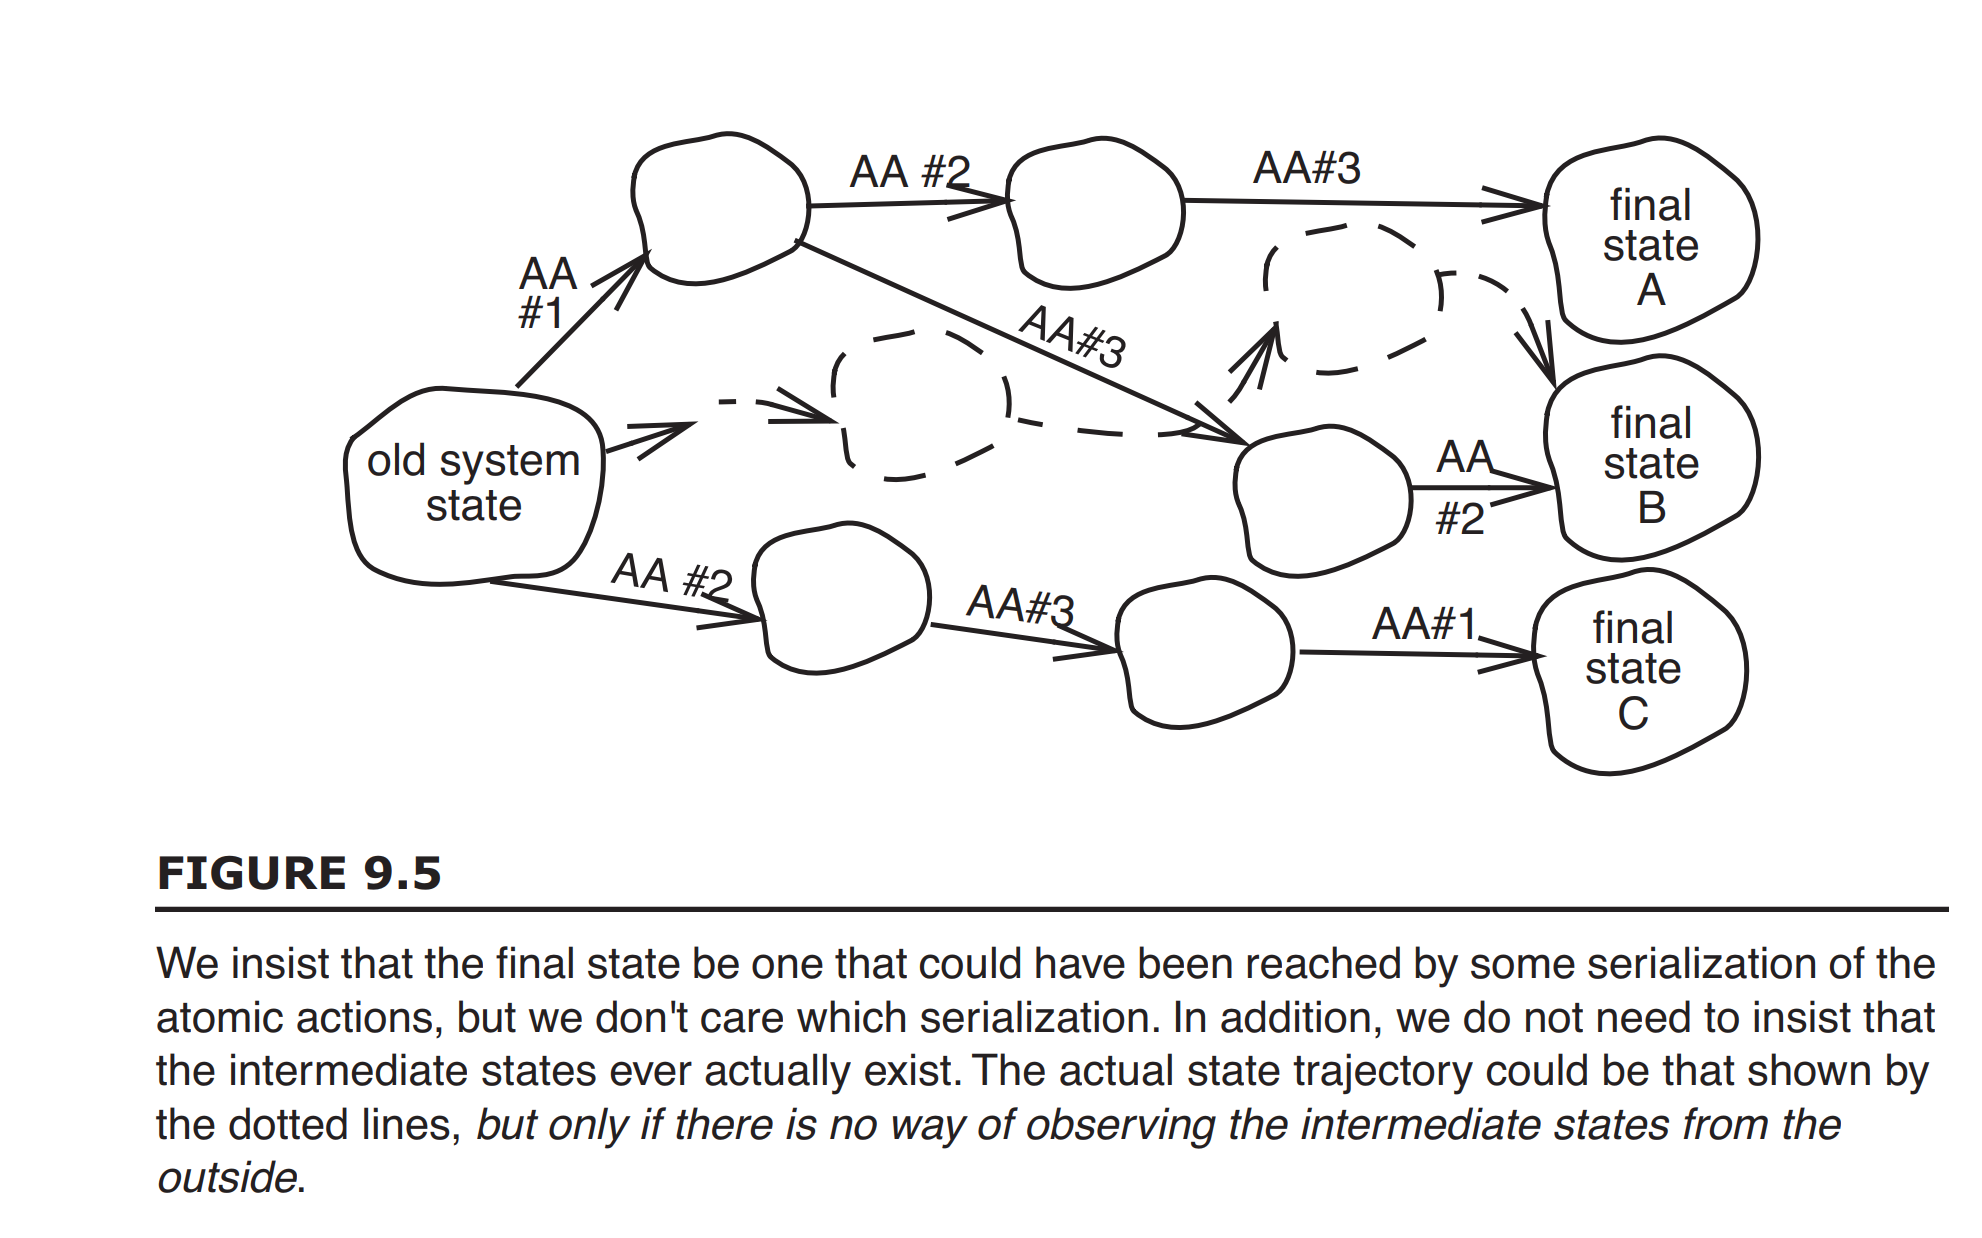 AA #2
AA#3
final
state
A
AA
#1
AA#3
old system
state
final
state
B
AA
#2
AA #2
AA#3
AA#1
final
state
C
FIGURE 9.5
We insist that the final state be one that could have been reached by some serialization of the
atomic actions, but we don't care which serialization. In addition, we do not need to insist that
the intermediate states ever actually exist. The actual state trajectory could be that shown by
the dotted lines, but only if there is no way of observing the intermediate states from the
outside.